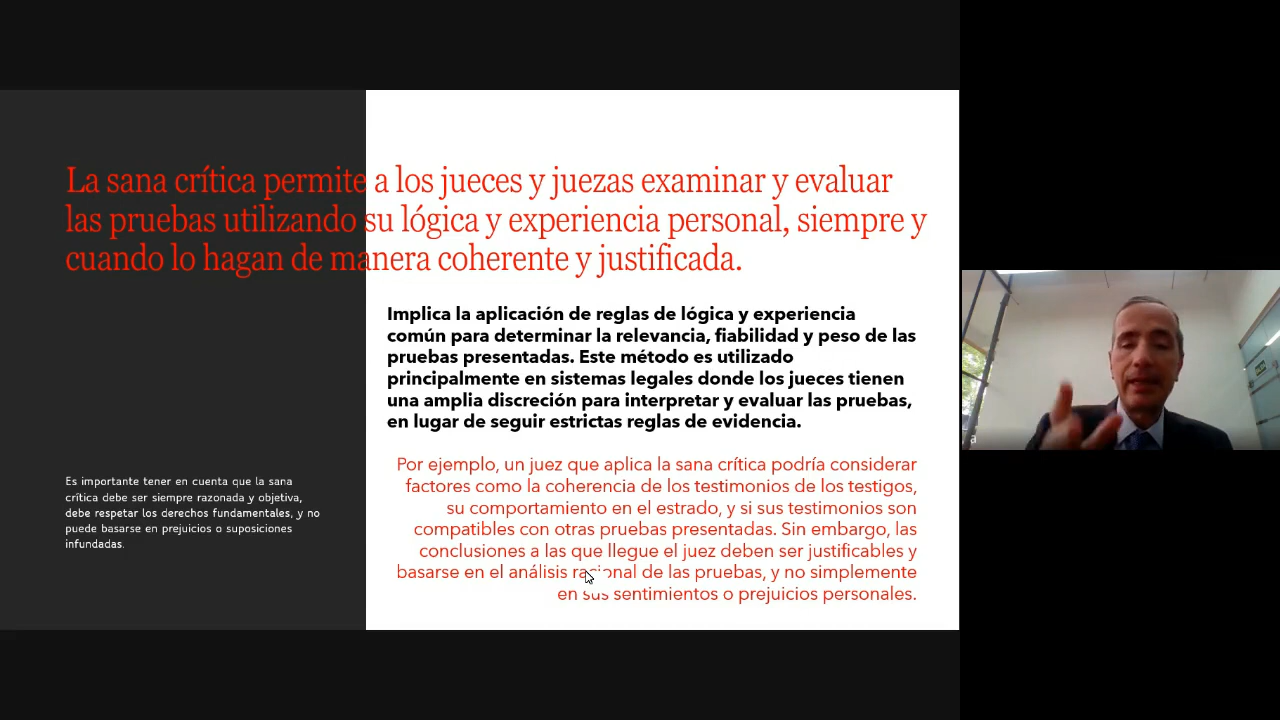 La sana crítica permite a los jueces y juezas examinar y evaluar
las pruebas utilizando su lógica y experiencia personal, siempre y
cuando lo hagan de manera coherente y justificada.
Implica la aplicación de reglas de lógica y experiencia
común para determinar la relevancia, fiabilidad y peso de las
pruebas presentadas. Este método es utilizado
principalmente en sistemas legales donde los jueces tienen
una amplia discreción para interpretar y evaluar las pruebas,
en lugar de seguir estrictas reglas de evidencia.
Por ejemplo, un juez que aplica la sana crítica podría considerar
factores como la coherencia de los testimonios de los testigos,
su comportamiento en el estrado, y si sus testimonios son
compatibles con otras pruebas presentadas. Sin embargo, las
conclusiones a las que llegue el juez deben ser justificables y
basarse en el análisis racional de las pruebas, y no simplemente
en sus sentimientos o prejuicios personales.
Es importante tener en cuenta que la sana
crítica debe ser siempre razonada y objetiva,
debe respetar los derechos fundamentales, y no
puede basarse en prejuicios o suposiciones
infundadas.